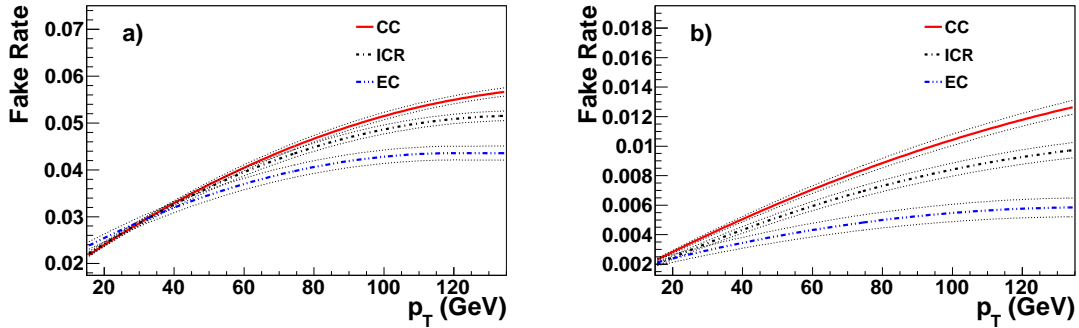 Fake Rate
0.07
0.06
0.05
0.04
0.03
0.02
a)
CC
ICR
EC
20 40 60 80 100 120
p_T (GeV)
Fake Rate
0.018
0.016
0.014
0.012
0.01
0.008
0.006
0.004
0.002
b)
CC
ICR
EC
20 40 60 80 100 120
p_T (GeV)